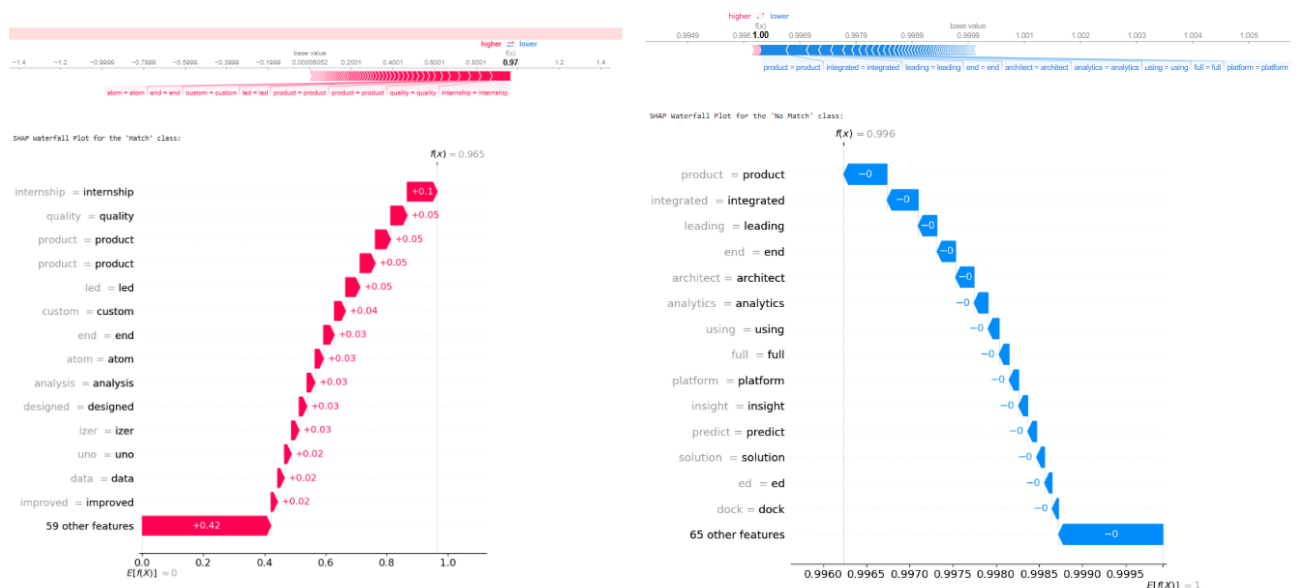 higher ⇄ lower
base value
f(x)
−1.4 −1.2 −0.9999 −0.7999 −0.5999 −0.3999 −0.1999 0.00006052 0.2001 0.4001 0.6001 0.8001 0.97 1.2 1.4
atom = atom end = end custom = custom led = led product = product product = product quality = quality internship = internship
SHAP Waterfall Plot for the 'Match' class:
f(x) = 0.965
internship = internship +0.1
quality = quality +0.05
product = product +0.05
product = product +0.05
led = led +0.05
custom = custom +0.04
end = end +0.03
atom = atom +0.03
analysis = analysis +0.03
designed = designed +0.03
izer = izer +0.03
uno = uno +0.02
data = data +0.02
improved = improved +0.02
59 other features +0.42
0.0 0.2 0.4 0.6 0.8 1.0
E[f(X)] = 0
higher ⇄ lower
f(x) base value
0.9949 1.00 0.9969 0.9979 0.9989 0.9999 1.001 1.002 1.003 1.004 1.005
product = product integrated = integrated leading = leading end = end architect = architect analytics = analytics using = using full = full platform = platform
SHAP Waterfall Plot for the 'No Match' class:
f(x) = 0.996
product = product −0
integrated = integrated −0
leading = leading −0
end = end −0
architect = architect −0
analytics = analytics −0
using = using −0
full = full −0
platform = platform −0
insight = insight −0
predict = predict −0
solution = solution −0
ed = ed −0
dock = dock −0
65 other features −0
0.9960 0.9965 0.9970 0.9975 0.9980 0.9985 0.9990 0.9995
E[f(X)] = 1